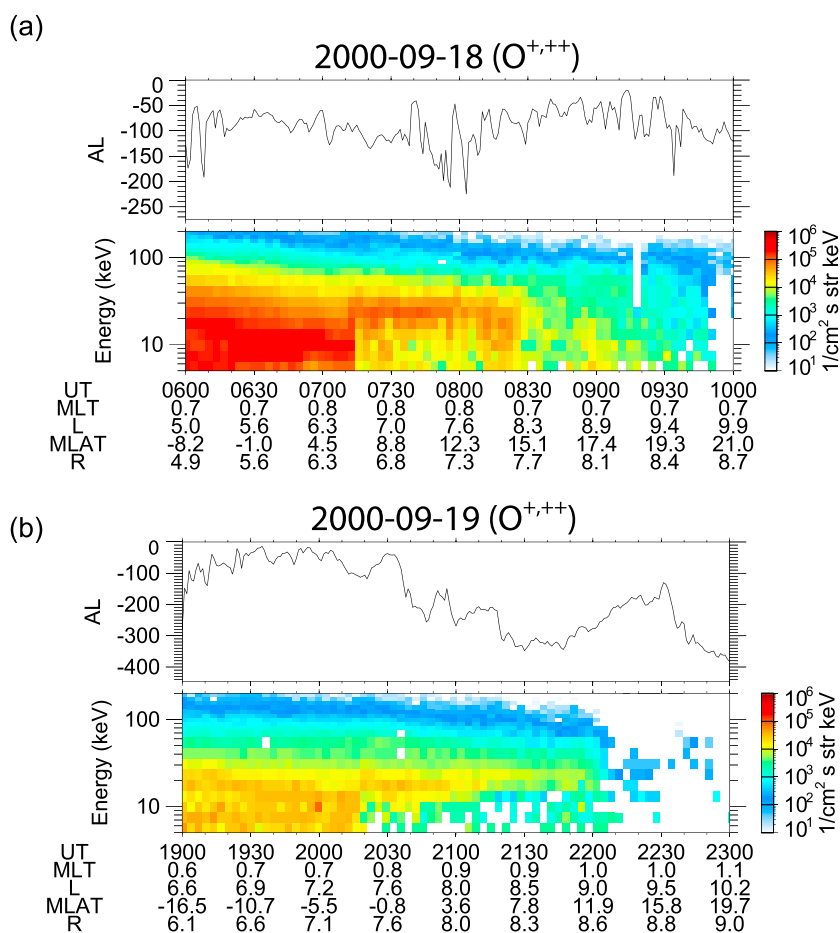 (a)
2000-09-18 (O+,++)
0
-50
-100
-150
-200
-250
AL
100
10
Energy (keV)
10^6
10^5
10^4
10^3
10^2
10^1
1/cm^2 s str keV
UT 0600 0630 0700 0730 0800 0830 0900 0930 1000
MLT 0.7 0.7 0.8 0.8 0.8 0.7 0.7 0.7 0.7
L 5.0 5.6 6.3 7.0 7.6 8.3 8.9 9.4 9.9
MLAT -8.2 -1.0 4.5 8.8 12.3 15.1 17.4 19.3 21.0
R 4.9 5.6 6.3 6.8 7.3 7.7 8.1 8.4 8.7
(b)
2000-09-19 (O+,++)
0
-100
-200
-300
-400
AL
100
10
Energy (keV)
10^6
10^5
10^4
10^3
10^2
10^1
1/cm^2 s str keV
UT 1900 1930 2000 2030 2100 2130 2200 2230 2300
MLT 0.6 0.7 0.7 0.8 0.9 0.9 1.0 1.0 1.1
L 6.6 6.9 7.2 7.6 8.0 8.5 9.0 9.5 10.2
MLAT -16.5 -10.7 -5.5 -0.8 3.6 7.8 11.9 15.8 19.7
R 6.1 6.6 7.1 7.6 8.0 8.3 8.6 8.8 9.0